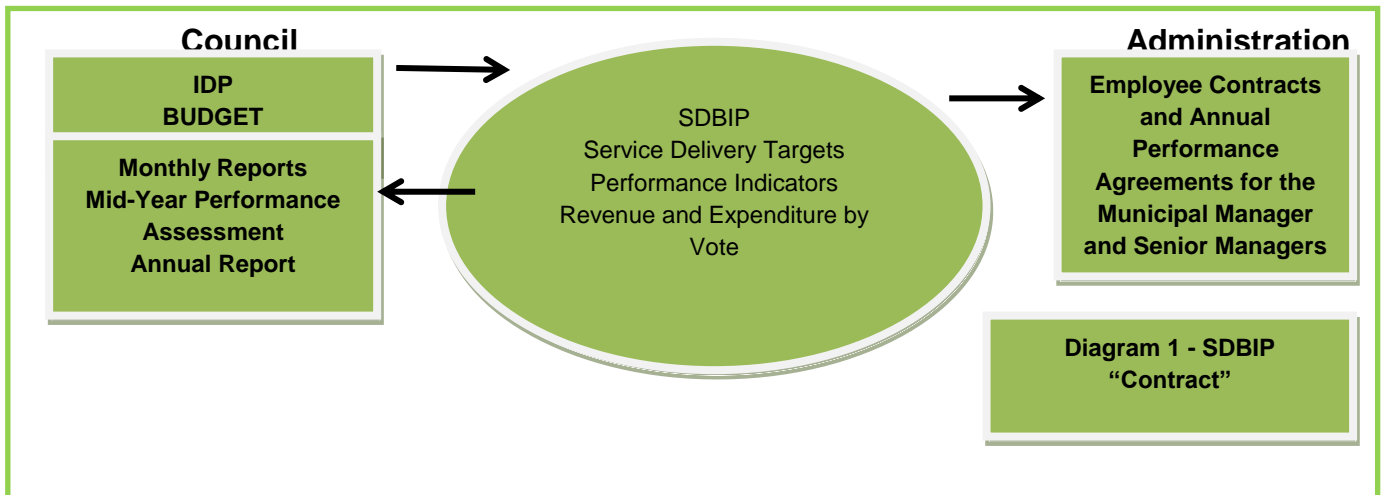 Council
IDP
BUDGET
Monthly Reports
Mid-Year Performance
Assessment
Annual Report
SDBIP
Service Delivery Targets
Performance Indicators
Revenue and Expenditure by
Vote
Administration
Employee Contracts
and Annual
Performance
Agreements for the
Municipal Manager
and Senior Managers
Diagram 1 - SDBIP
“Contract”